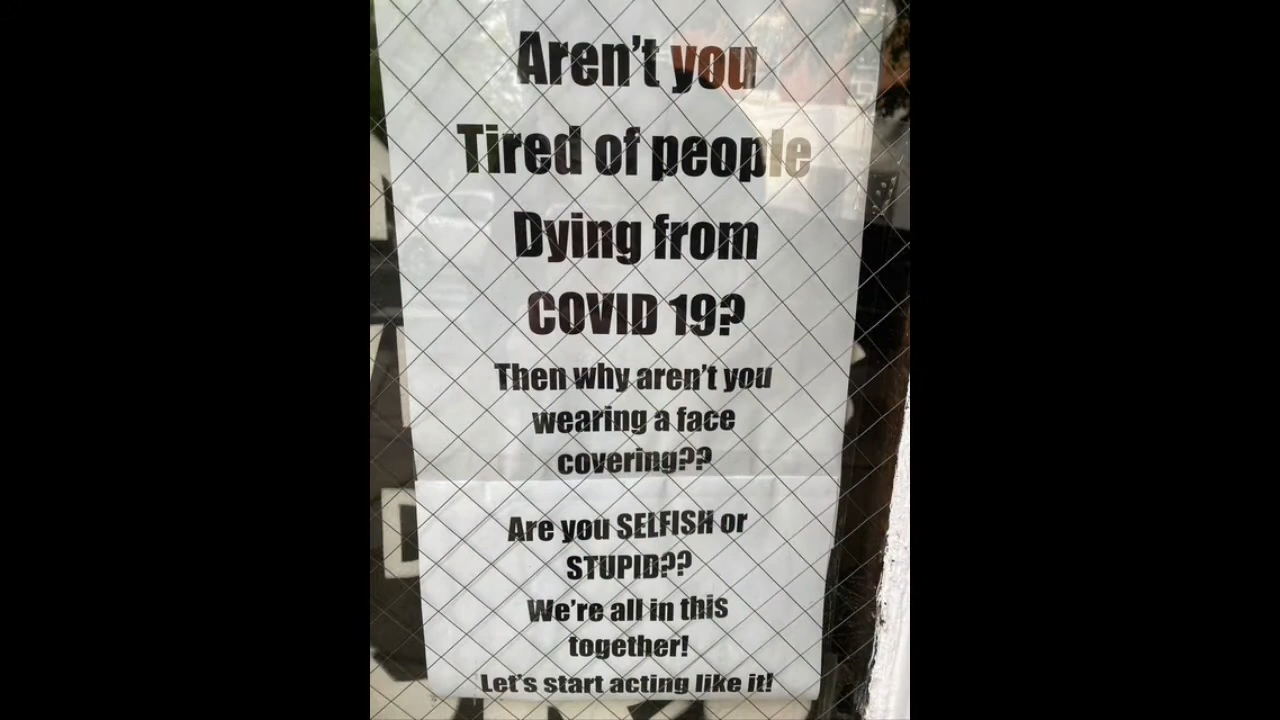 Aren't you
Tired of people
Dying from
COVID 19?
Then why aren't you
wearing a face
covering??
Are you SELFISH or
STUPID??
We're all in this
together!
Let's start acting like it!